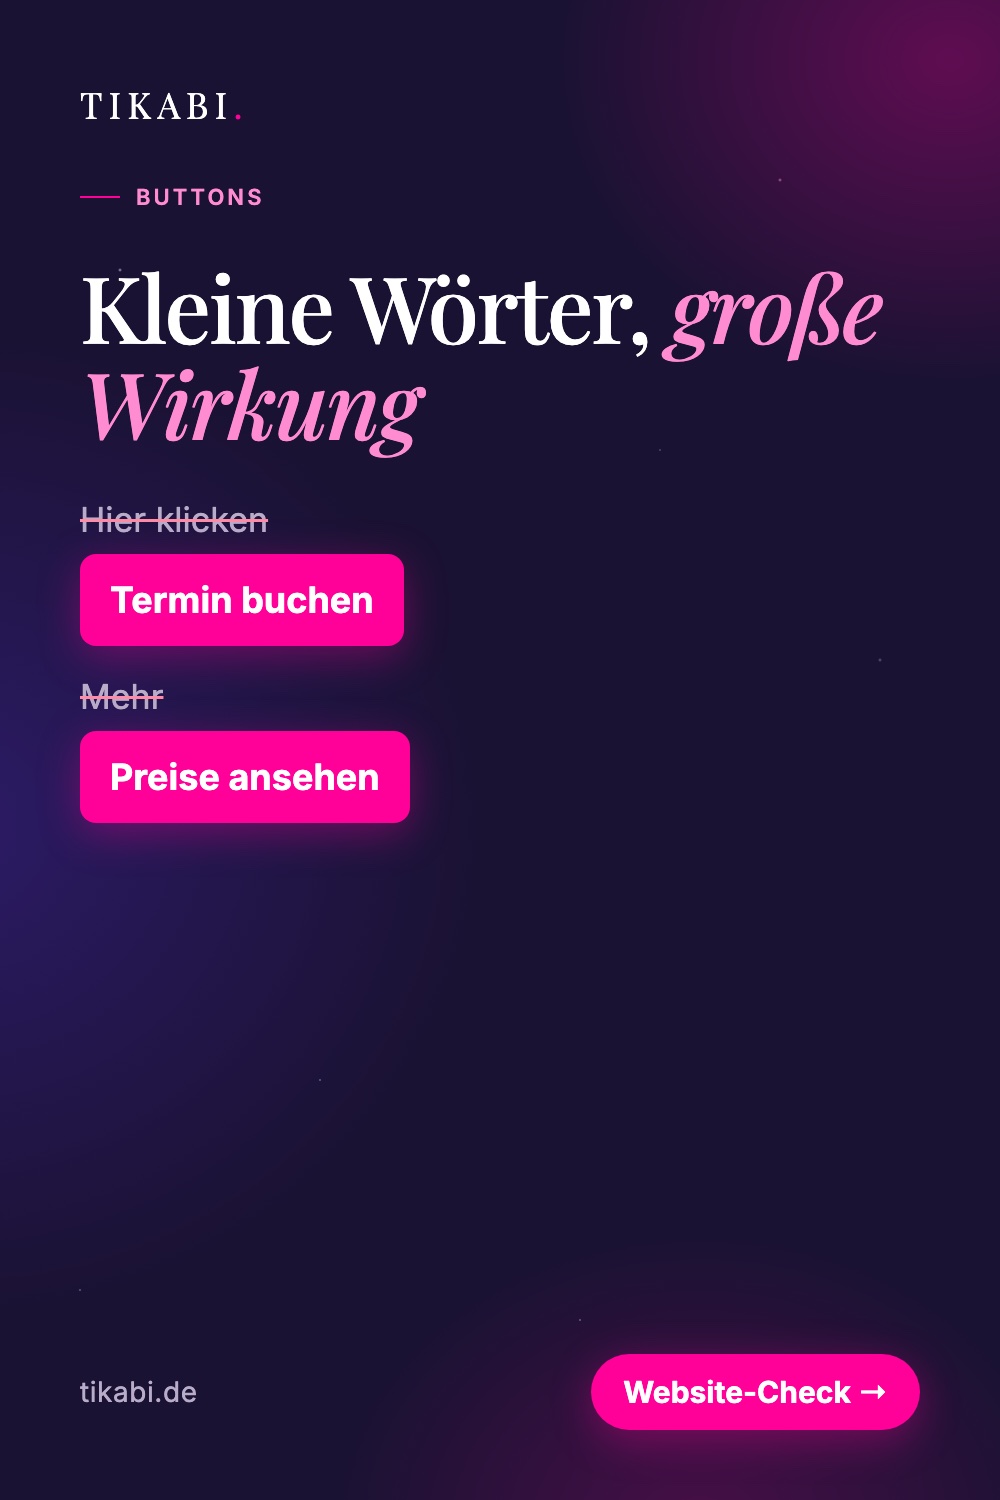 TIKABI.
BUTTONS
Kleine Wörter, große
Wirkung
Hier klicken
Termin buchen
Mehr
Preise ansehen
tikabi.de
Website-Check →